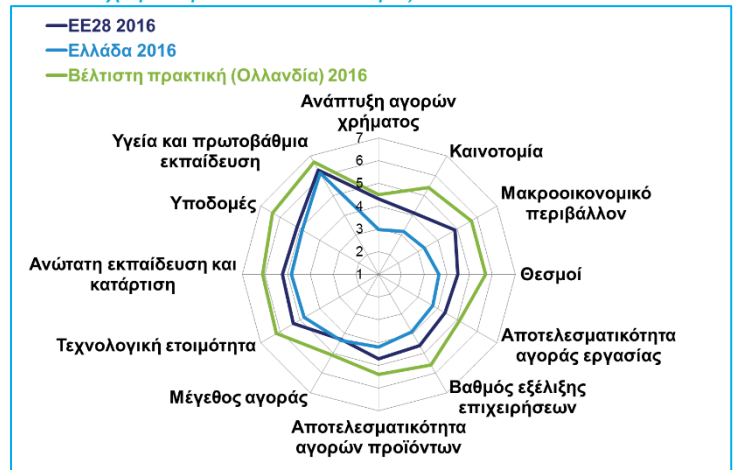 ΕΕ28 2016
Ελλάδα 2016
Βέλτιστη πρακτική (Ολλανδία) 2016
Ανάπτυξη αγορών
χρήματος
Καινοτομία
Μακροοικονομικό
περιβάλλον
Θεσμοί
Αποτελεσματικότητα
αγοράς εργασίας
Βαθμός εξέλιξης
επιχειρήσεων
Αποτελεσματικότητα
αγορών προϊόντων
Μέγεθος αγοράς
Τεχνολογική ετοιμότητα
Ανώτατη εκπαίδευση και
κατάρτιση
Υποδομές
Υγεία και πρωτοβάθμια
εκπαίδευση
7
6
5
4
3
2
1